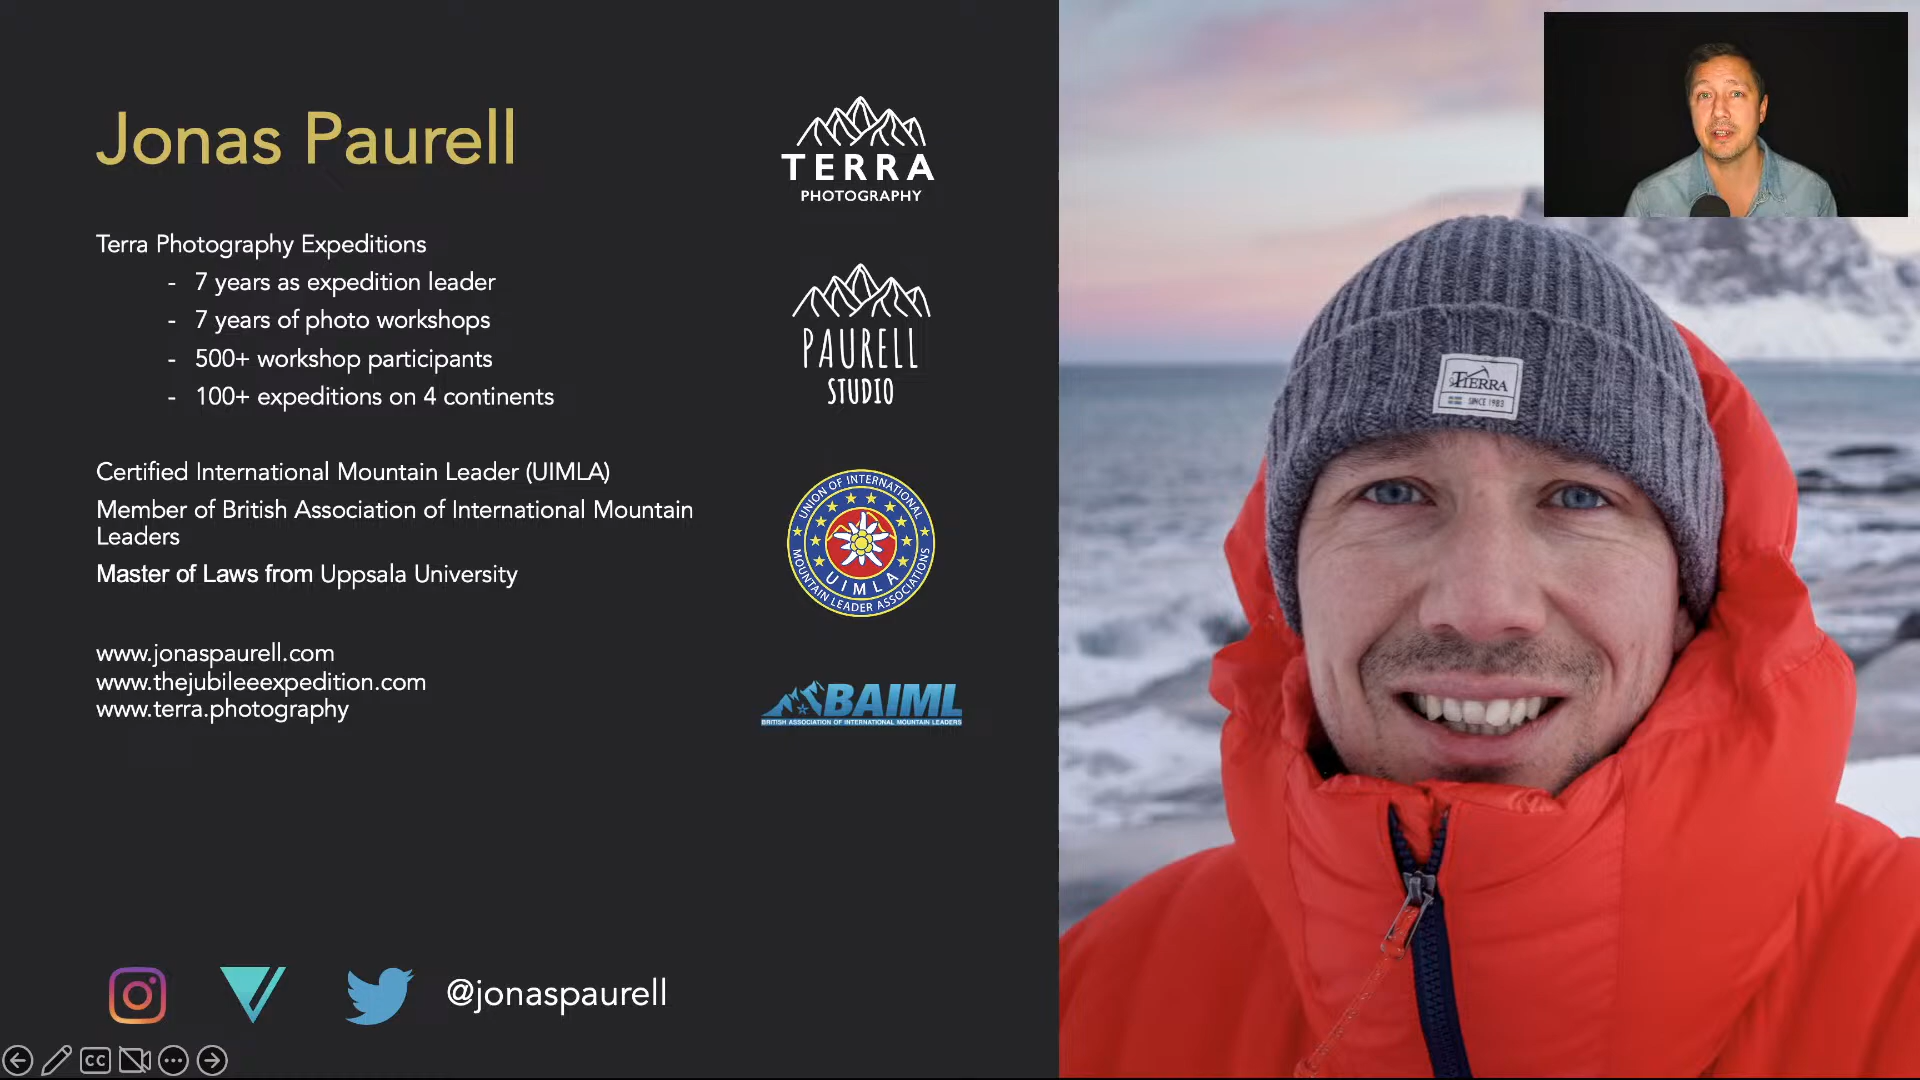 Jonas Paurell
Terra Photography Expeditions
- 7 years as expedition leader
- 7 years of photo workshops
- 500+ workshop participants
- 100+ expeditions on 4 continents
Certified International Mountain Leader (UIMLA)
Member of British Association of International Mountain
Leaders
Master of Laws from Uppsala University
www.jonaspaurell.com
www.thejubileeexpedition.com
www.terra.photography
@jonaspaurell
TERRA
PHOTOGRAPHY
PAURELL
STUDIO
UNION OF INTERNATIONAL
MOUNTAIN LEADER ASSOCIATIONS
UIMLA
BAIML
BRITISH ASSOCIATION OF INTERNATIONAL MOUNTAIN LEADERS
TIERRA
SINCE 1983
CC